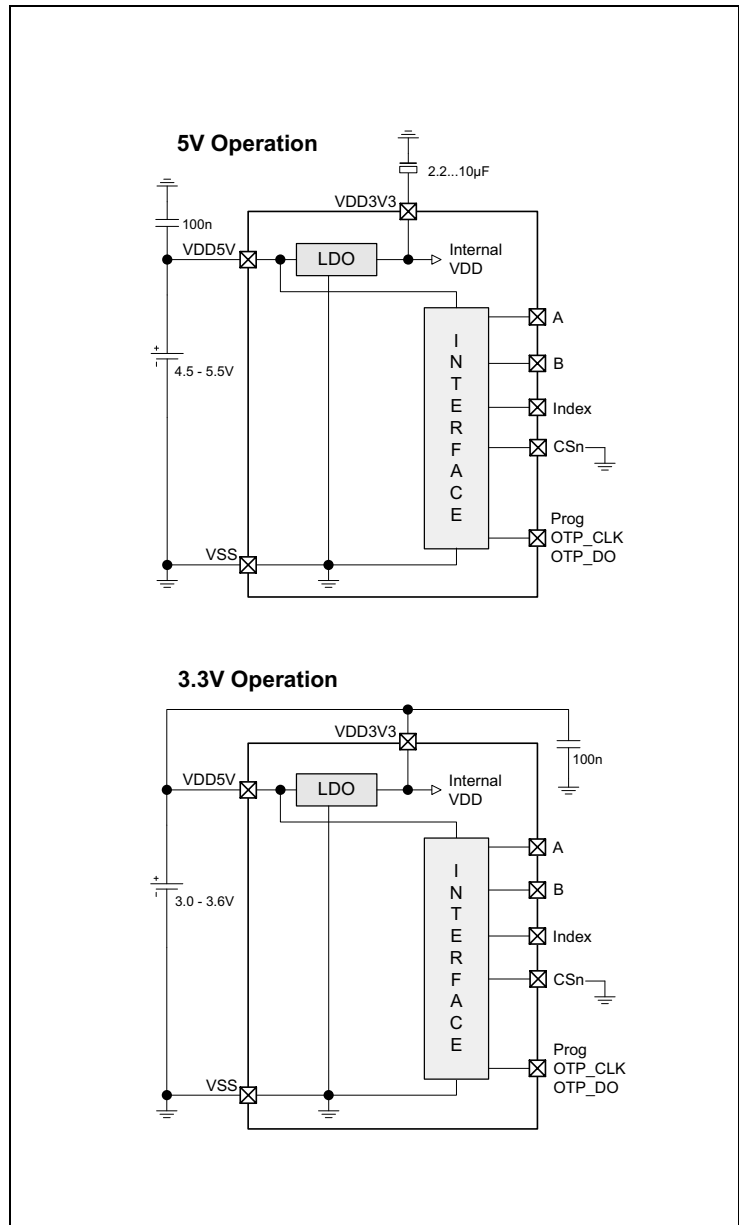 5V Operation
2.2...10µF
VDD3V3
100n
VDD5V
LDO
Internal
VDD
A
I
N
T
E
R
F
A
C
E
B
+
-
4.5 - 5.5V
Index
CSn
Prog
OTP_CLK
OTP_DO
VSS
3.3V Operation
VDD3V3
100n
VDD5V
LDO
Internal
VDD
A
I
N
T
E
R
F
A
C
E
B
+
-
3.0 - 3.6V
Index
CSn
Prog
OTP_CLK
OTP_DO
VSS